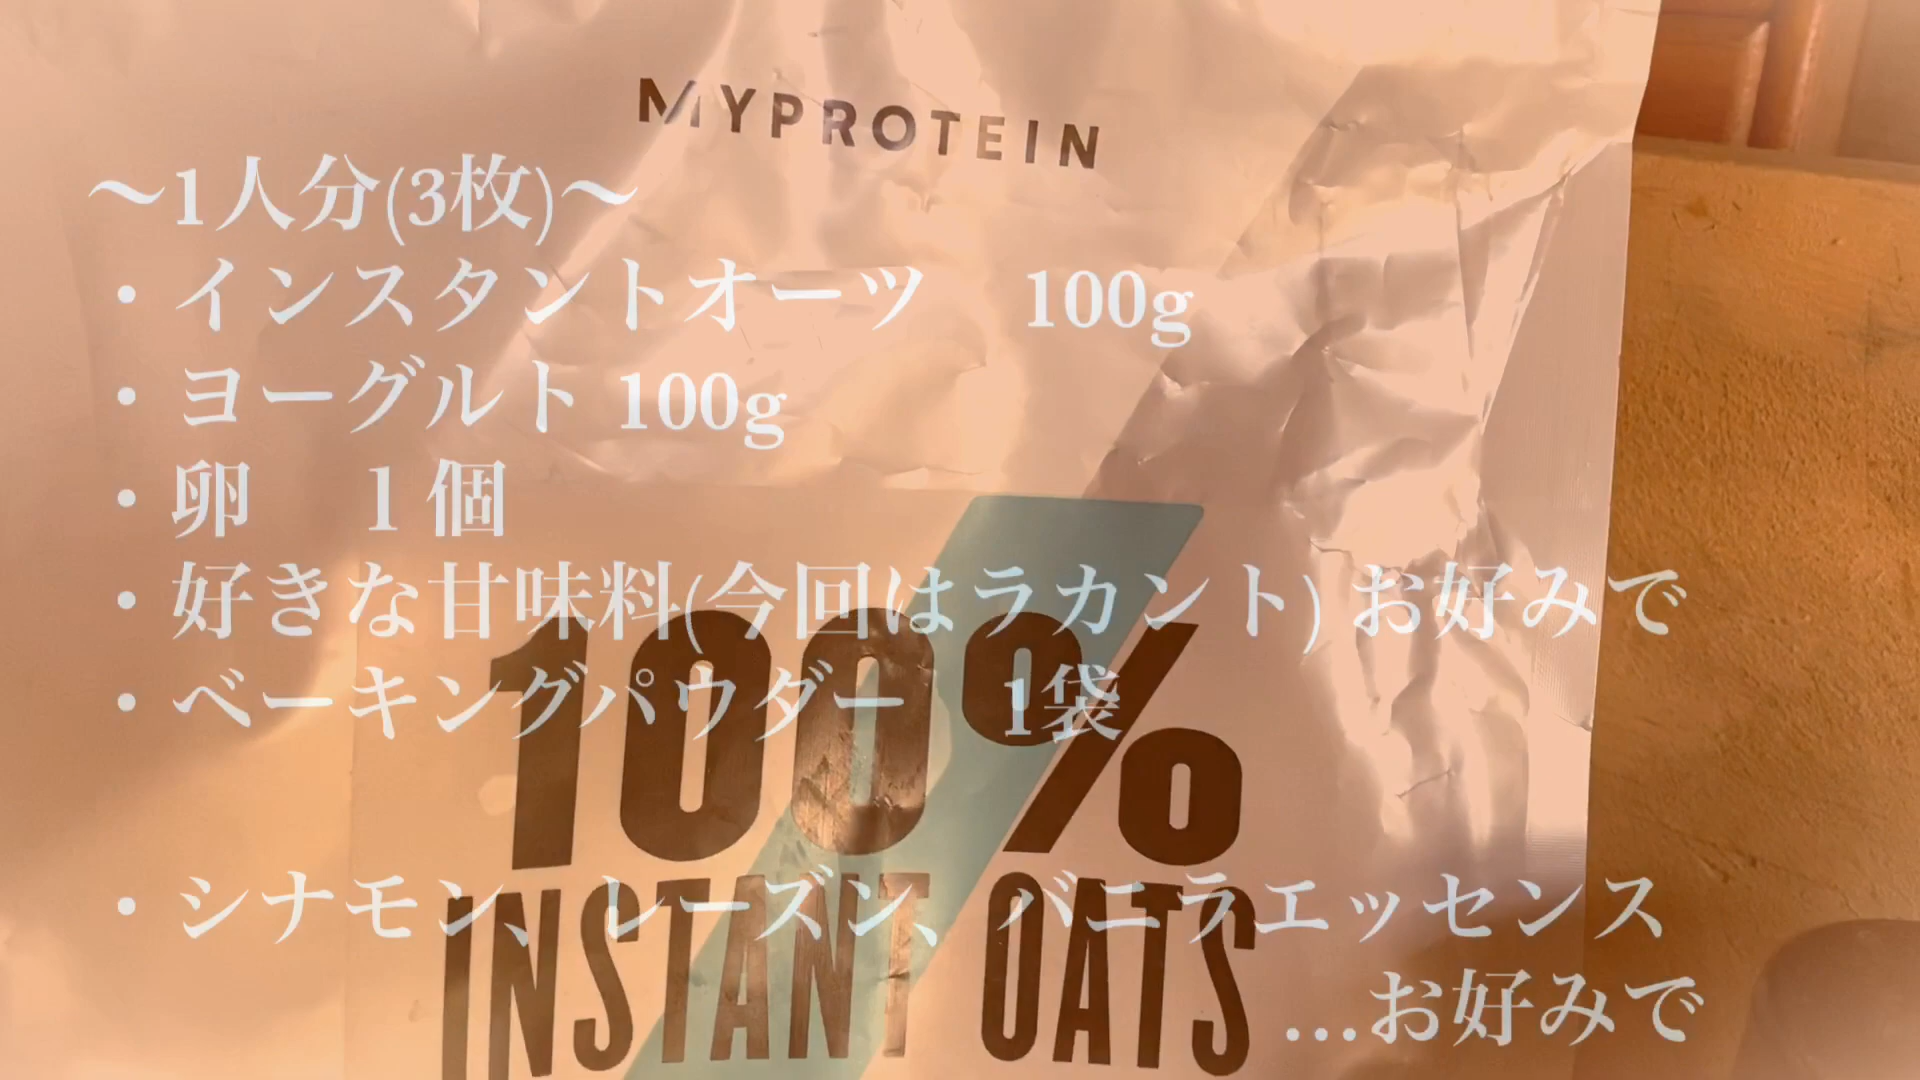 MYPROTEIN
～1人分(3枚)～
・インスタントオーツ　100g
・ヨーグルト 100g
・卵　１個
・好きな甘味料(今回はラカント) お好みで
100%
・ベーキングパウダー　1袋
INSTANT OATS
・シナモン、レーズン、バニラエッセンス
…お好みで